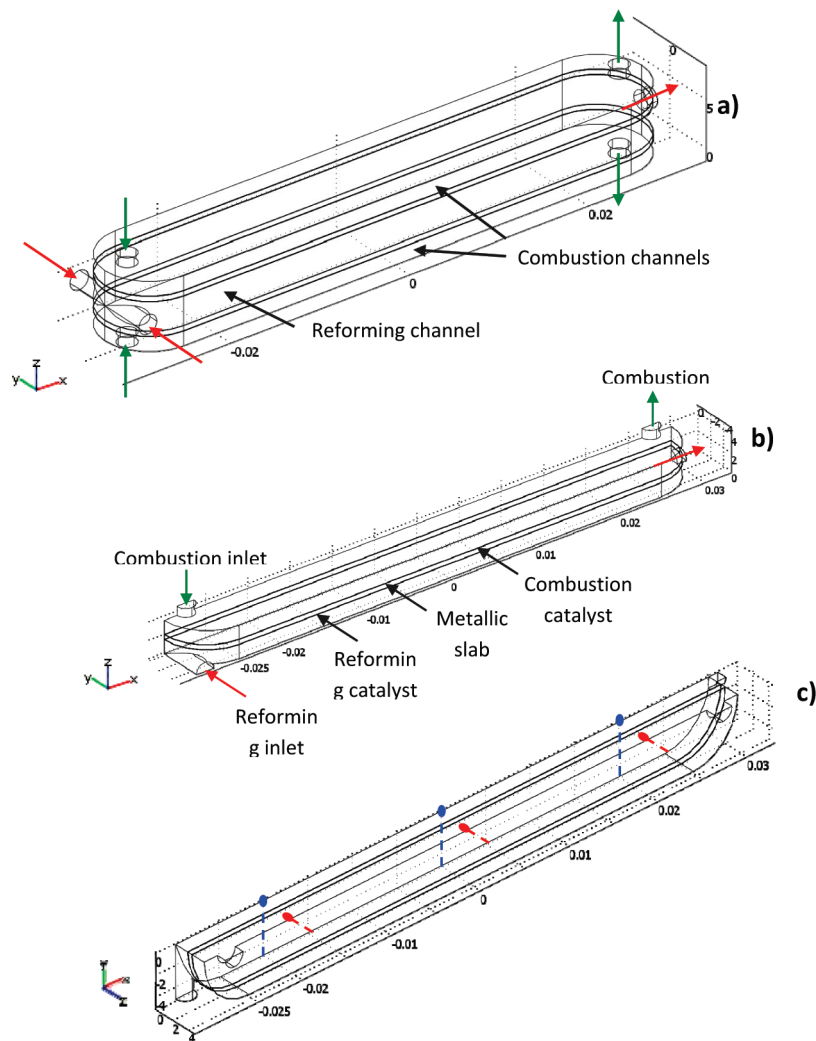 0
a)
5
0
0.02
Combustion channels
0
Reforming channel
-0.02
z
y
x
Combustion
0
-2
-4
b)
4
2
0
0.03
0.02
Combustion inlet
0.01
0
Combustion
catalyst
-0.01
Metallic
slab
-0.02
-0.025
Reformin
g catalyst
z
y
x
Reformin
g inlet
c)
0.03
0.02
0.01
0
-0.01
-0.02
-0.025
0
-2
-4
0
2
4
y
x
z